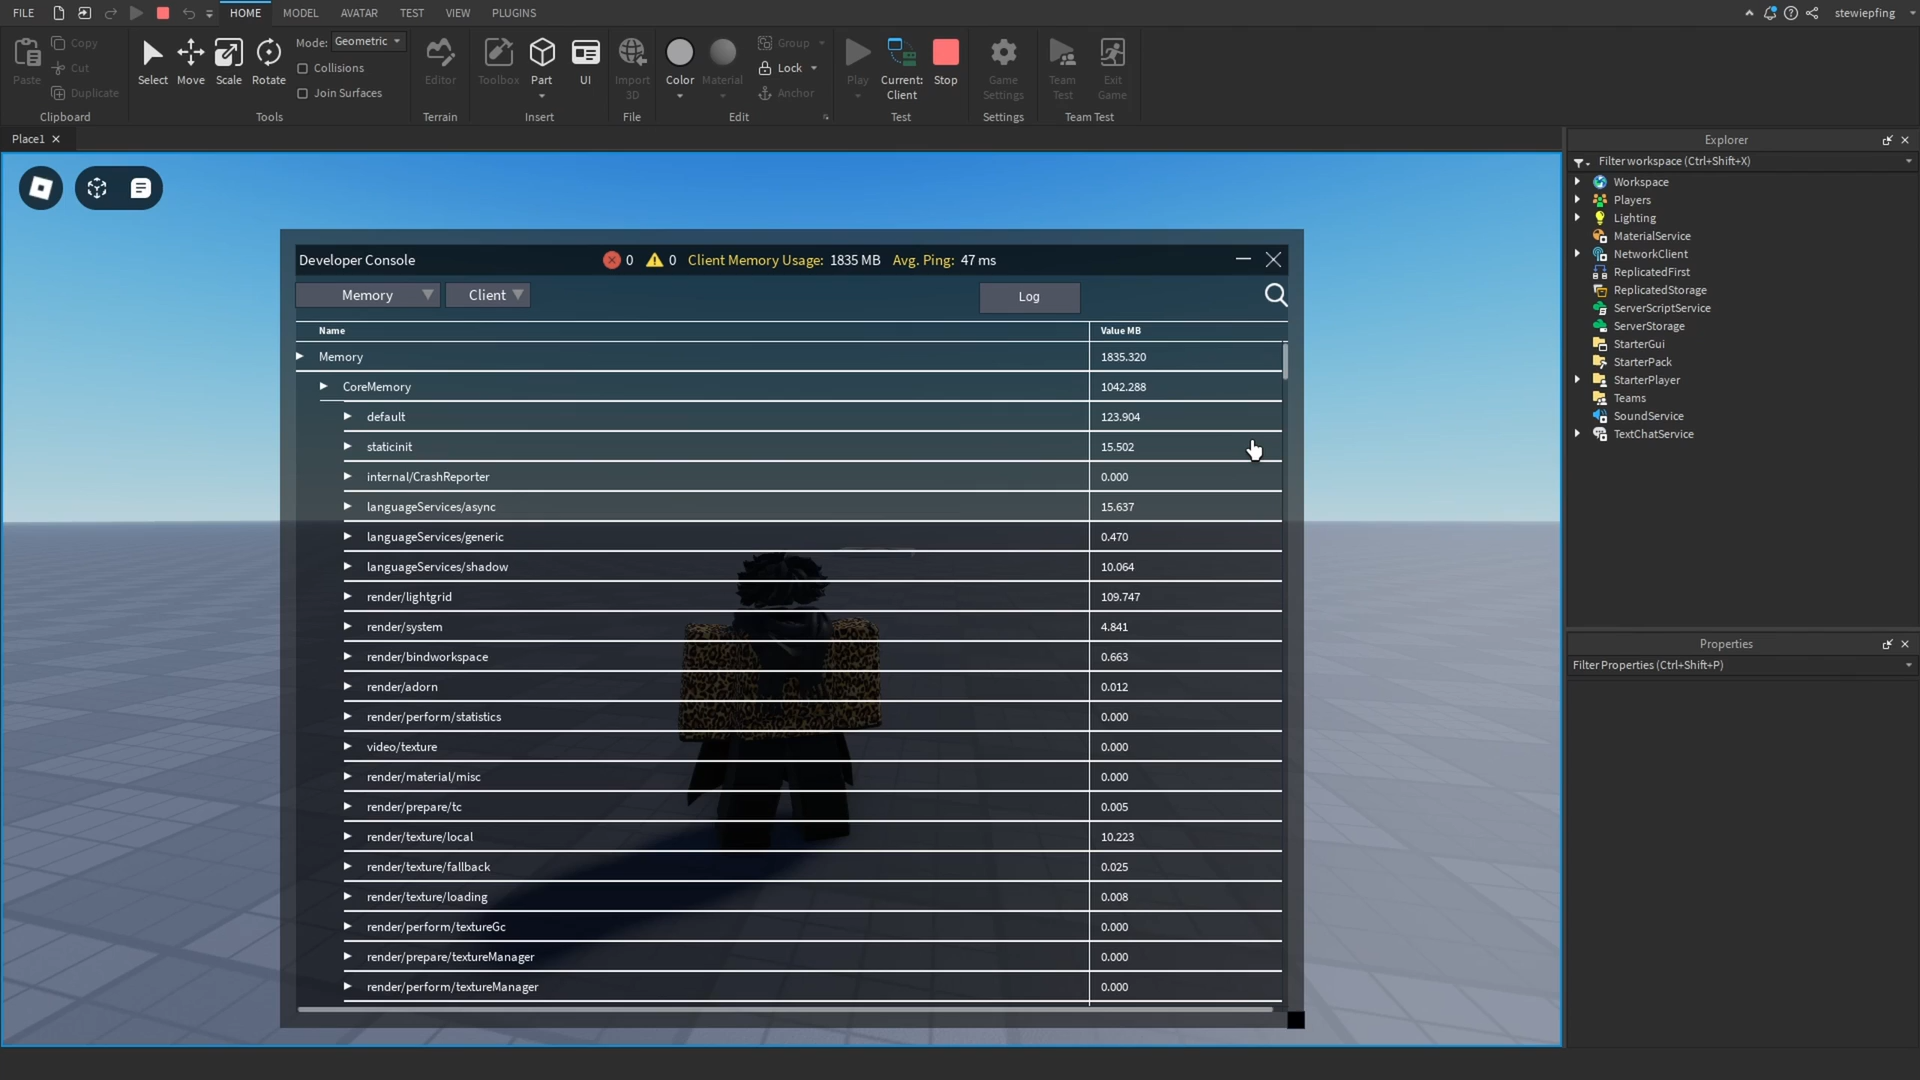 FILE HOME MODEL AVATAR TEST VIEW PLUGINS stewiepfing
Paste Copy Cut Duplicate
Clipboard
Select Move Scale Rotate
Mode: Geometric
Collisions
Join Surfaces
Tools
Editor
Terrain
Toolbox Part UI
Insert
Import 3D
File
Color Material
Group
Lock
Anchor
Edit
Play Current: Client Stop
Test
Game Settings
Settings
Team Test Exit Game
Team Test
Place1
Developer Console 0 0 Client Memory Usage: 1835 MB Avg. Ping: 47 ms
Memory Client Log
Name Value MB
Memory 1835.320
CoreMemory 1042.288
default 123.904
staticinit 15.502
internal/CrashReporter 0.000
languageServices/async 15.637
languageServices/generic 0.470
languageServices/shadow 10.064
render/lightgrid 109.747
render/system 4.841
render/bindworkspace 0.663
render/adorn 0.012
render/perform/statistics 0.000
video/texture 0.000
render/material/misc 0.000
render/prepare/tc 0.005
render/texture/local 10.223
render/texture/fallback 0.025
render/texture/loading 0.008
render/perform/textureGc 0.000
render/prepare/textureManager 0.000
render/perform/textureManager 0.000
Explorer
Filter workspace (Ctrl+Shift+X)
Workspace
Players
Lighting
MaterialService
NetworkClient
ReplicatedFirst
ReplicatedStorage
ServerScriptService
ServerStorage
StarterGui
StarterPack
StarterPlayer
Teams
SoundService
TextChatService
Properties
Filter Properties (Ctrl+Shift+P)